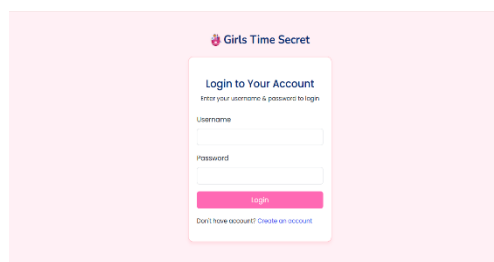 Girls Time Secret
Login to Your Account
Enter your username & password to login
Username
Password
Login
Don't have account? Create an account